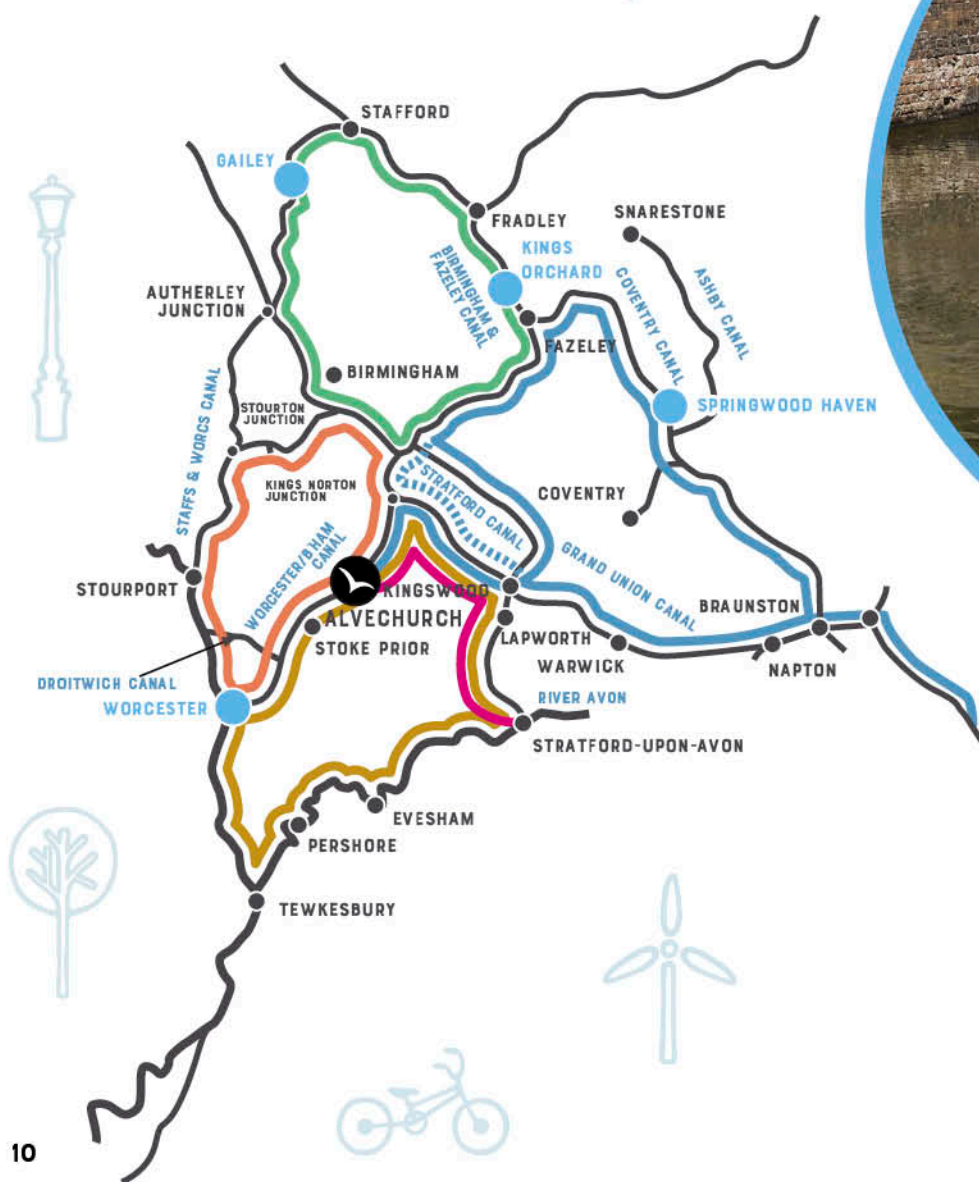 STAFFORD
GAILEY
FRADLEY
SNARESTONE
KINGS
ORCHARD
BIRMINGHAM &
FAZELEY CANAL
COVENTRY CANAL
ASHBY CANAL
AUTHERLEY
JUNCTION
FAZELEY
BIRMINGHAM
SPRINGWOOD HAVEN
STOURTON
JUNCTION
STAFFS & WORCS CANAL
KINGS NORTON
JUNCTION
STRATFORD CANAL
COVENTRY
WORCESTER/B'HAM
CANAL
GRAND UNION CANAL
STOURPORT
KINGSWOOD
BRAUNSTON
ALVECHURCH
LAPWORTH
STOKE PRIOR
WARWICK
NAPTON
DROITWICH CANAL
WORCESTER
RIVER AVON
STRATFORD-UPON-AVON
EVESHAM
PERSHORE
TEWKESBURY
10